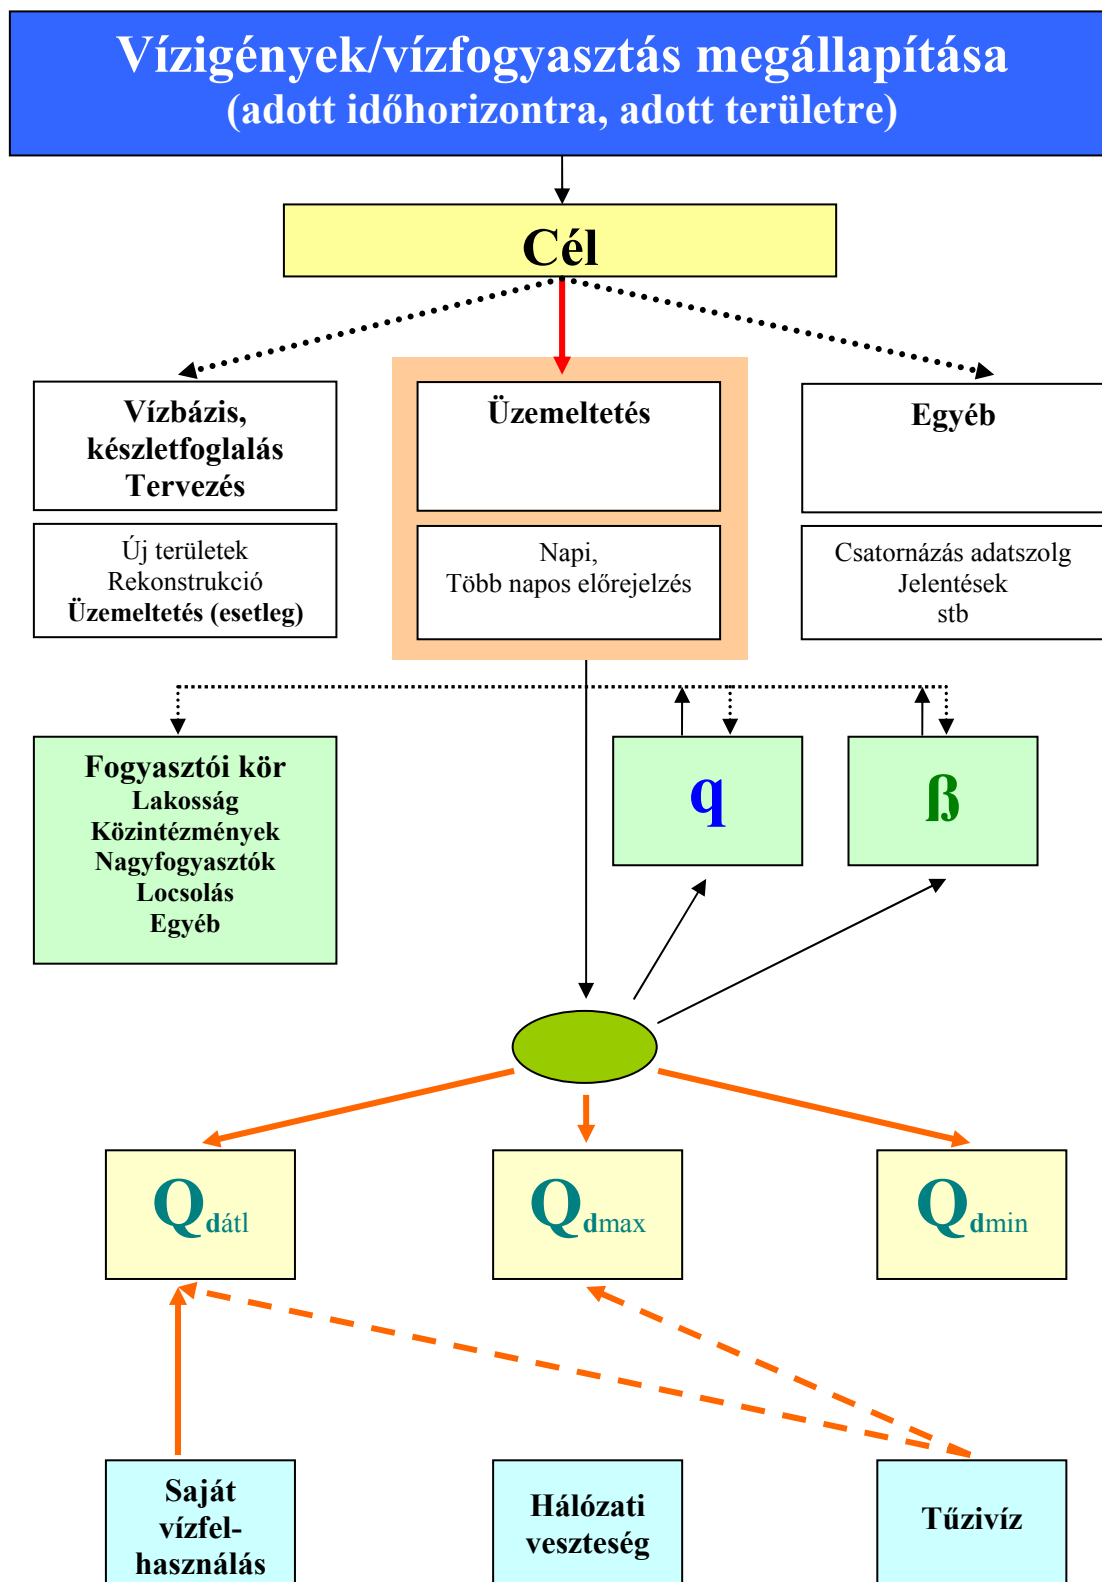 Vízigények/vízfogyasztás megállapítása
(adott időhorizontra, adott területre)
Cél
Vízbázis,
készletfoglalás
Tervezés
Üzemeltetés
Egyéb
Új területek
Rekonstrukció
Üzemeltetés (esetleg)
Napi,
Több napos előrejelzés
Csatornázás adatszolg
Jelentések
stb
Fogyasztói kör
Lakosság
Közintézmények
Nagyfogyasztók
Locsolás
Egyéb
q
ß
Qdátl
Qdmax
Qdmin
Saját
vízfel-
használás
Hálózati
veszteség
Tűzivíz